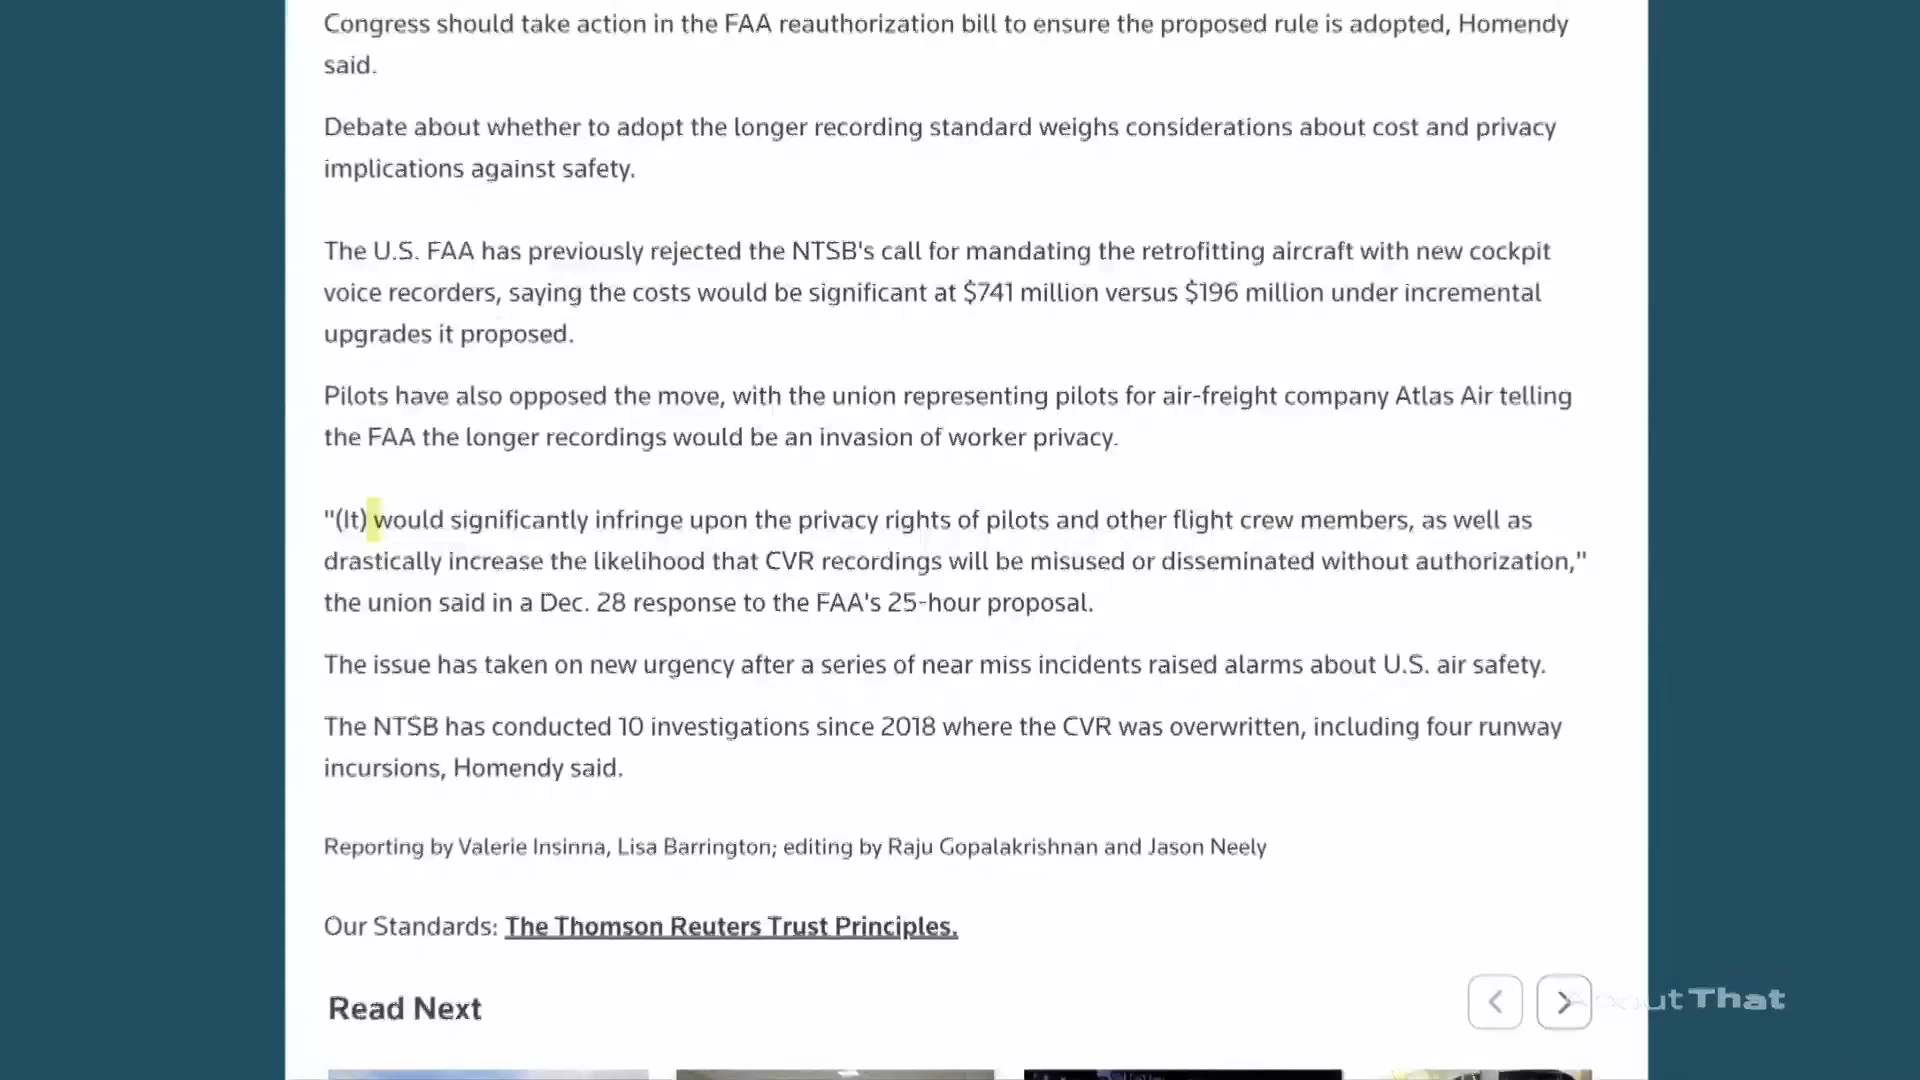 Congress should take action in the FAA reauthorization bill to ensure the proposed rule is adopted, Homendy
said.
Debate about whether to adopt the longer recording standard weighs considerations about cost and privacy
implications against safety.
The U.S. FAA has previously rejected the NTSB's call for mandating the retrofitting aircraft with new cockpit
voice recorders, saying the costs would be significant at $741 million versus $196 million under incremental
upgrades it proposed.
Pilots have also opposed the move, with the union representing pilots for air-freight company Atlas Air telling
the FAA the longer recordings would be an invasion of worker privacy.
"(It) would significantly infringe upon the privacy rights of pilots and other flight crew members, as well as
drastically increase the likelihood that CVR recordings will be misused or disseminated without authorization,"
the union said in a Dec. 28 response to the FAA's 25-hour proposal.
The issue has taken on new urgency after a series of near miss incidents raised alarms about U.S. air safety.
The NTSB has conducted 10 investigations since 2018 where the CVR was overwritten, including four runway
incursions, Homendy said.
Reporting by Valerie Insinna, Lisa Barrington; editing by Raju Gopalakrishnan and Jason Neely
Our Standards: The Thomson Reuters Trust Principles.
Read Next
That